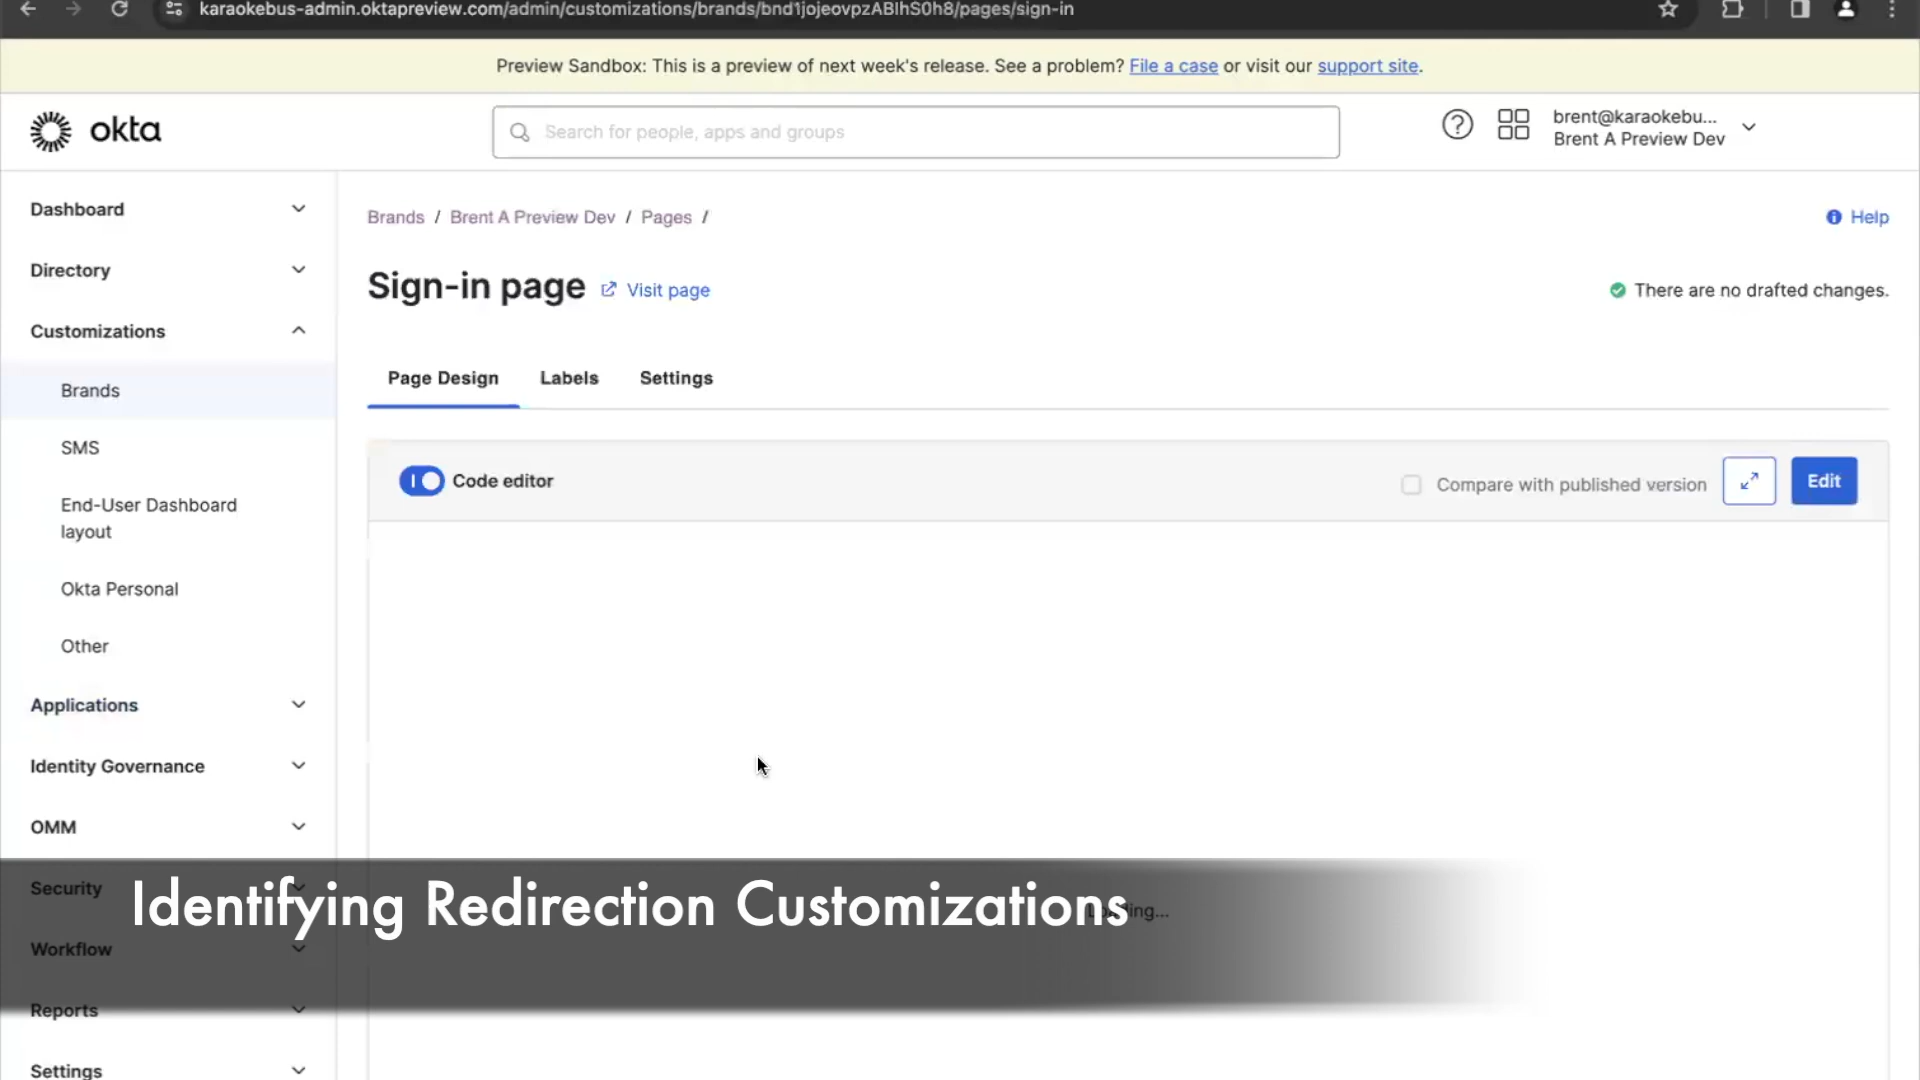 karaokebus-admin.oktapreview.com/admin/customizations/brands/bnd1jojeovpzABlhS0h8/pages/sign-in
Preview Sandbox: This is a preview of next week's release. See a problem? File a case or visit our support site.
okta
Search for people, apps and groups
brent@karaokebu...
Brent A Preview Dev
Dashboard
Directory
Customizations
Brands
SMS
End-User Dashboard
layout
Okta Personal
Other
Applications
Identity Governance
OMM
Security
Workflow
Reports
Settings
Brands / Brent A Preview Dev / Pages /
Help
Sign-in page
Visit page
There are no drafted changes.
Page Design
Labels
Settings
Code editor
Compare with published version
Edit
Loading...
Identifying Redirection Customizations